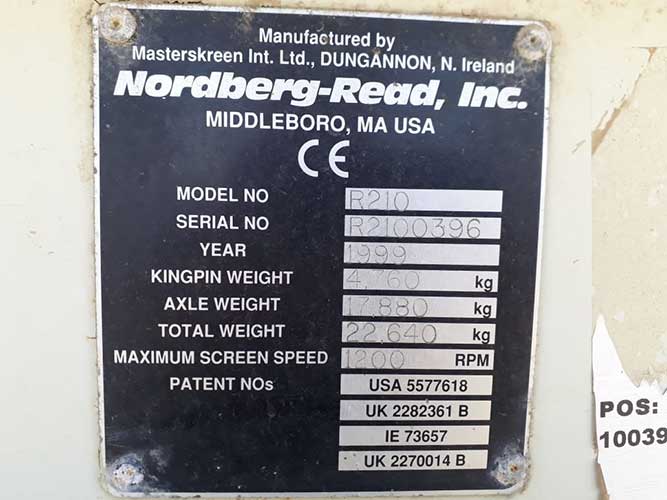 Manufactured by
Masterskreen Int. Ltd., DUNGANNON, N. Ireland
Nordberg-Read, Inc.
MIDDLEBORO, MA USA
CE
MODEL NO R210
SERIAL NO R2100396
YEAR 1999
KINGPIN WEIGHT 4,760 kg
AXLE WEIGHT 17,880 kg
TOTAL WEIGHT 22,640 kg
MAXIMUM SCREEN SPEED 1200 RPM
PATENT NOs USA 5577618
UK 2282361 B
IE 73657
UK 2270014 B
POS:
10039